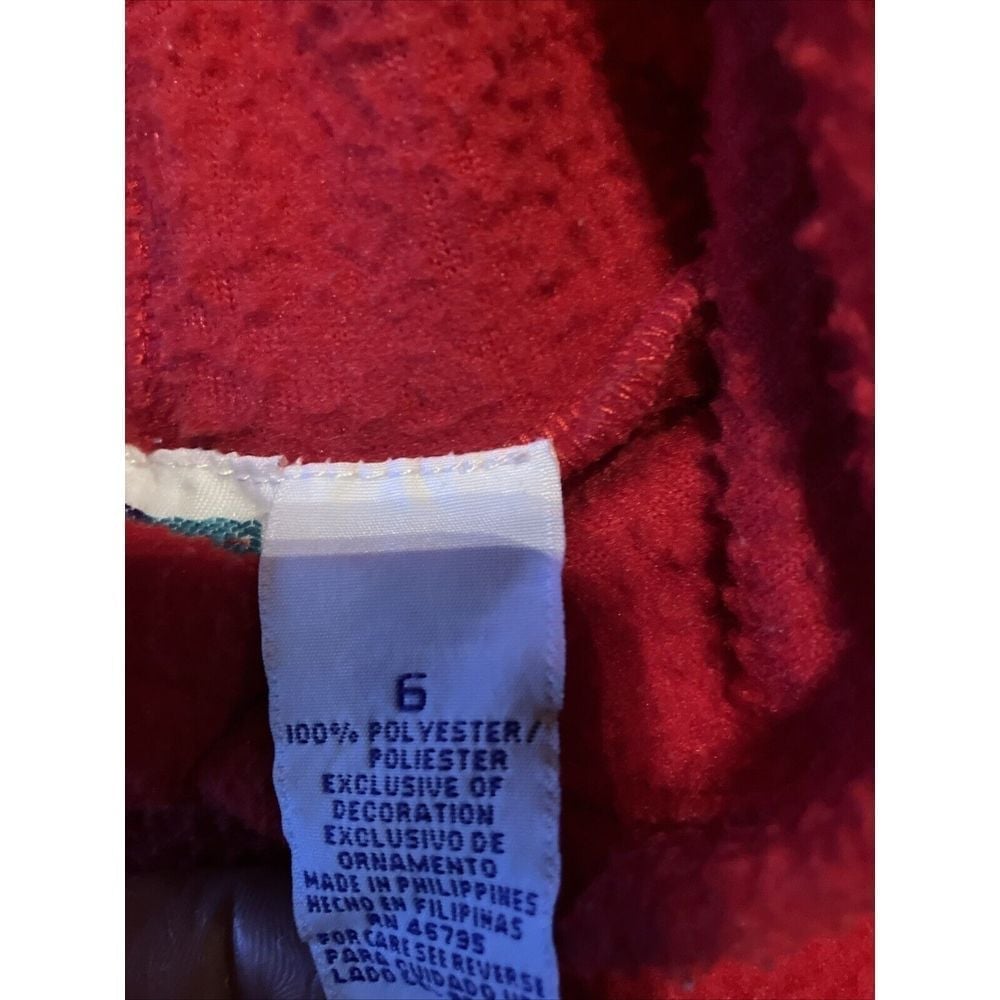 6
100% POLYESTER/
POLIESTER
EXCLUSIVE OF
DECORATION
EXCLUSIVO DE
ORNAMENTO
MADE IN PHILIPPINES
HECHO EN FILIPINAS
RN 46795
FOR CARE SEE REVERSE
PARA CUIDADO
LADO